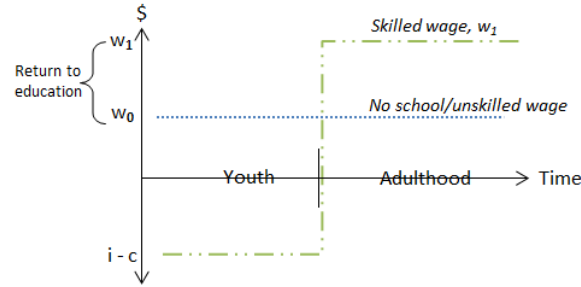 $
w1
Skilled wage, w1
Return to
education
w0
No school/unskilled wage
Youth
Adulthood
Time
i - c